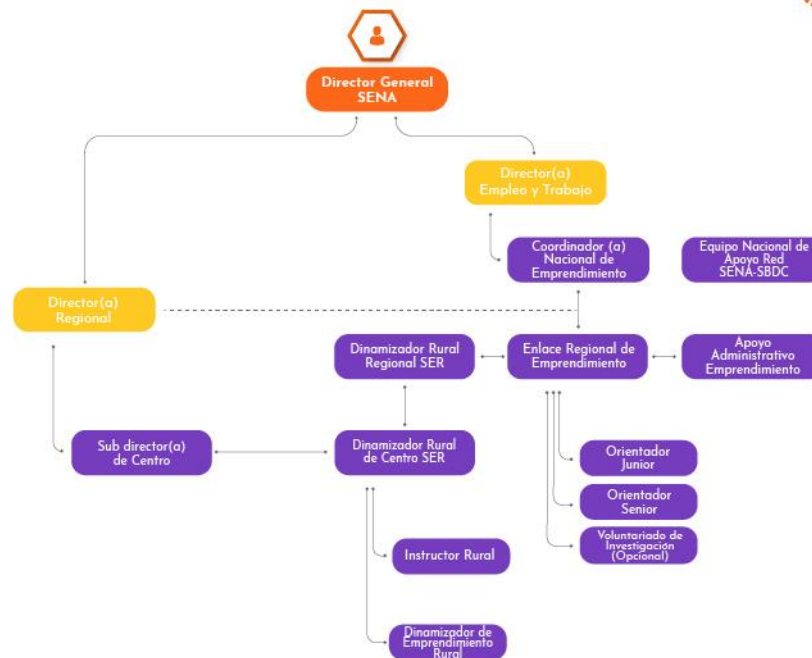 Director General
SENA
Director(a)
Empleo y Trabajo
Coordinador (a)
Nacional de
Emprendimiento
Equipo Nacional de
Apoyo Red
SENA-SBDC
Director(a)
Regional
Dinamizador Rural
Regional SER
Enlace Regional de
Emprendimiento
Apoyo
Administrativo
Emprendimiento
Sub director(a)
de Centro
Dinamizador Rural
de Centro SER
Orientador
Junior
Orientador
Senior
Voluntariado de
Investigación
(Opcional)
Instructor Rural
Dinamizador de
Emprendimiento
Rural